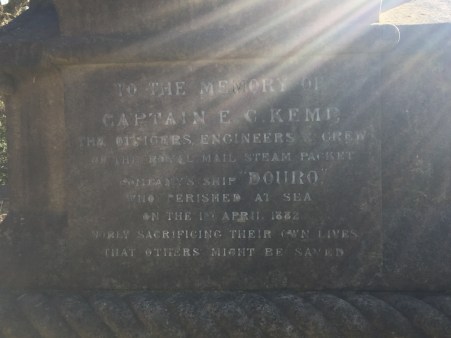 TO THE MEMORY OF
CAPTAIN E. C. KEMP
THE OFFICERS, ENGINEERS & CREW
OF THE ROYAL MAIL STEAM PACKET
COMPANY'S SHIP "DOURO"
WHO PERISHED AT SEA
ON THE 1ST APRIL 1882
NOBLY SACRIFICING THEIR OWN LIVES
THAT OTHERS MIGHT BE SAVED